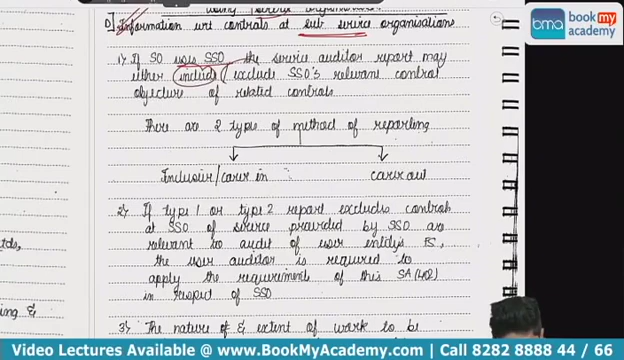 using service organisation.
D] Information wrt controls at sub service organisations
1) If SO uses SSO the service auditor report may
either include / exclude SSO's relevant control
objective of related controls.
There are 2 types of method of reporting
Inclusive/carve in
carve out
2) If type 1 or type 2 report excludes controls
at SSO of service provided by SSO are
relevant to audit of user entity's FS,
the user auditor is required to
apply the requirement of this SA(402)
in respect of SSO
3) The nature of & extent of work to be
ing &
bma
Book my
academy
Video Lectures Available @ www.BookMyAcademy.com | Call 8282 8888 44 / 66